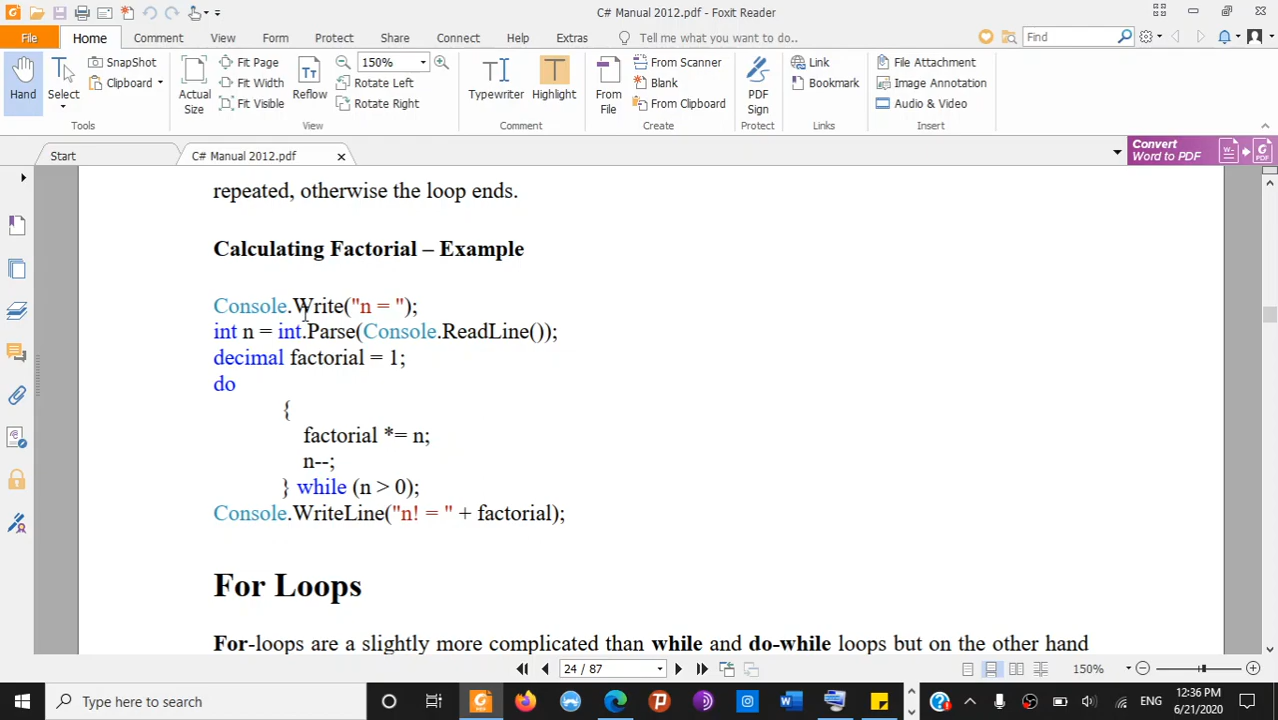 C# Manual 2012.pdf - Foxit Reader
File Home Comment View Form Protect Share Connect Help Extras Tell me what you want to do.. Find
Hand
Select
SnapShot
Clipboard
Tools
Actual Size
Fit Page
Fit Width
Fit Visible
Reflow
150%
Rotate Left
Rotate Right
View
Typewriter
Highlight
Comment
From File
From Scanner
Blank
From Clipboard
Create
PDF Sign
Protect
Link
Bookmark
Links
File Attachment
Image Annotation
Audio & Video
Insert
Start C# Manual 2012.pdf
Convert
Word to PDF
repeated, otherwise the loop ends.
Calculating Factorial – Example
Console.Write("n = ");
int n = int.Parse(Console.ReadLine());
decimal factorial = 1;
do
{
factorial *= n;
n--;
} while (n > 0);
Console.WriteLine("n! = " + factorial);
For Loops
For-loops are a slightly more complicated than while and do-while loops but on the other hand
24 / 87 150%
Type here to search
ENG
12:36 PM
6/21/2020